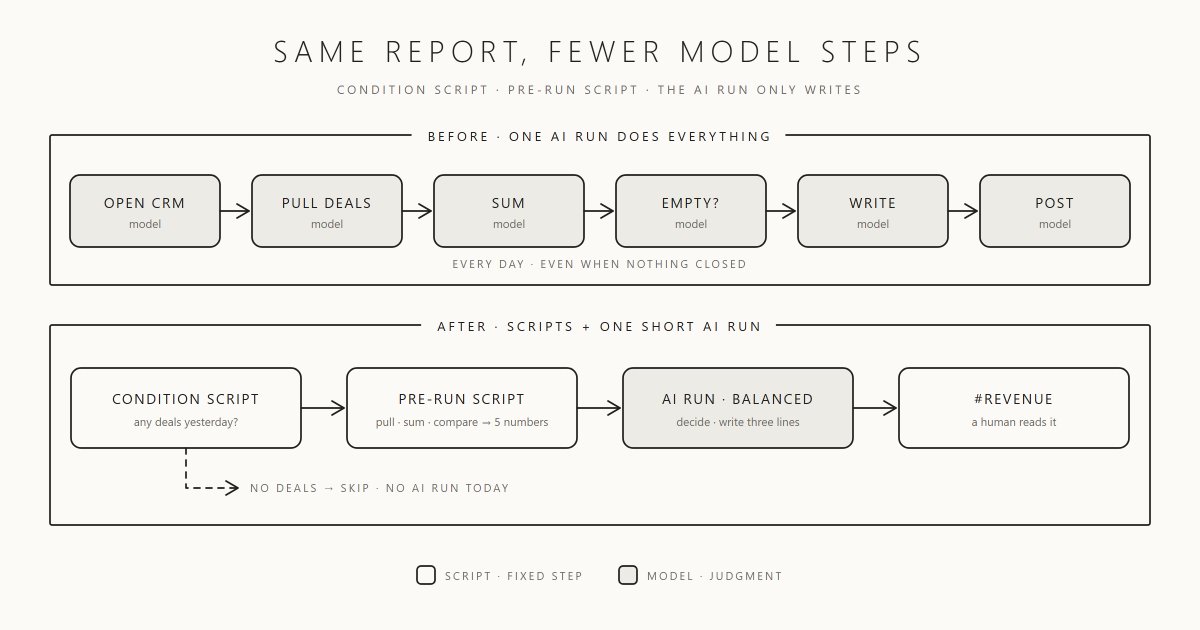 SAME REPORT, FEWER MODEL STEPS
CONDITION SCRIPT · PRE-RUN SCRIPT · THE AI RUN ONLY WRITES
BEFORE · ONE AI RUN DOES EVERYTHING
OPEN CRM
model
PULL DEALS
model
SUM
model
EMPTY?
model
WRITE
model
POST
model
EVERY DAY · EVEN WHEN NOTHING CLOSED
AFTER · SCRIPTS + ONE SHORT AI RUN
CONDITION SCRIPT
any deals yesterday?
PRE-RUN SCRIPT
pull · sum · compare → 5 numbers
AI RUN · BALANCED
decide · write three lines
#REVENUE
a human reads it
NO DEALS → SKIP · NO AI RUN TODAY
SCRIPT · FIXED STEP
MODEL · JUDGMENT